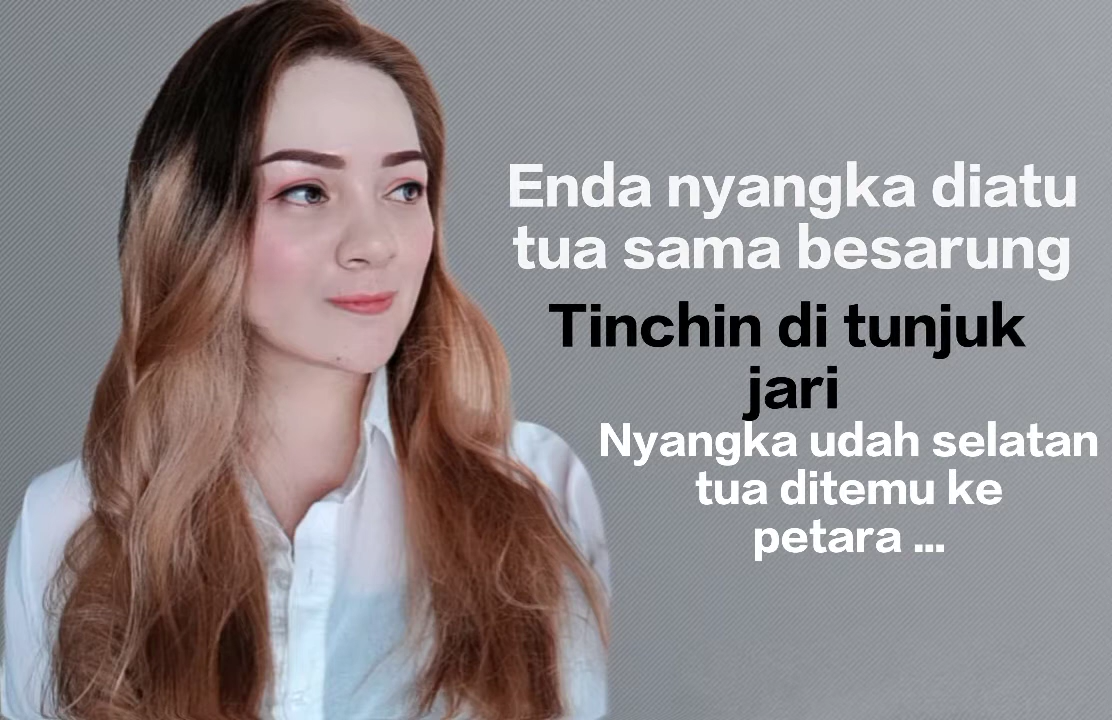 Enda nyangka diatu
tua sama besarung
Tinchin di tunjuk
jari
Nyangka udah selatan
tua ditemu ke
petara ...